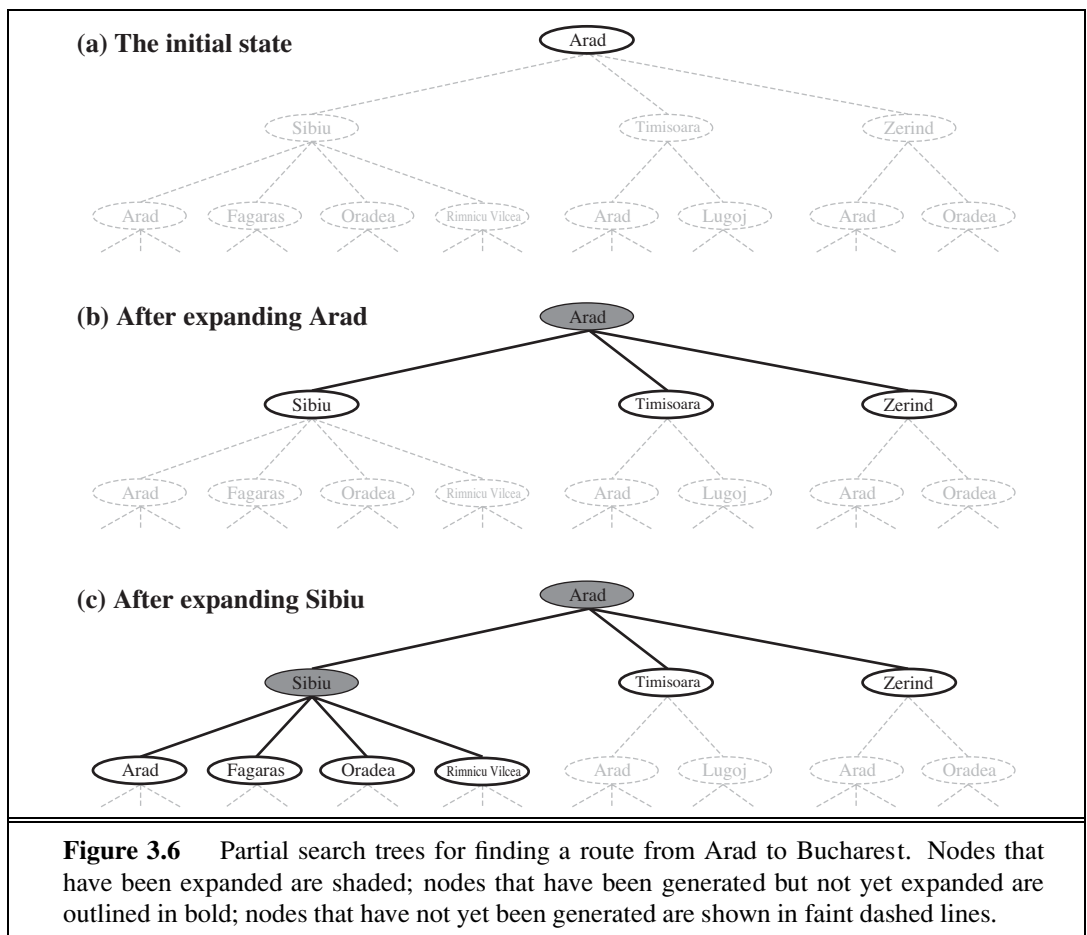 (a) The initial state
Arad
Sibiu Timisoara Zerind
Arad Fagaras Oradea Rimnicu Vilcea Arad Lugoj Arad Oradea
(b) After expanding Arad
Arad
Sibiu Timisoara Zerind
Arad Fagaras Oradea Rimnicu Vilcea Arad Lugoj Arad Oradea
(c) After expanding Sibiu
Arad
Sibiu Timisoara Zerind
Arad Fagaras Oradea Rimnicu Vilcea Arad Lugoj Arad Oradea
Figure 3.6 Partial search trees for finding a route from Arad to Bucharest. Nodes that
have been expanded are shaded; nodes that have been generated but not yet expanded are
outlined in bold; nodes that have not yet been generated are shown in faint dashed lines.